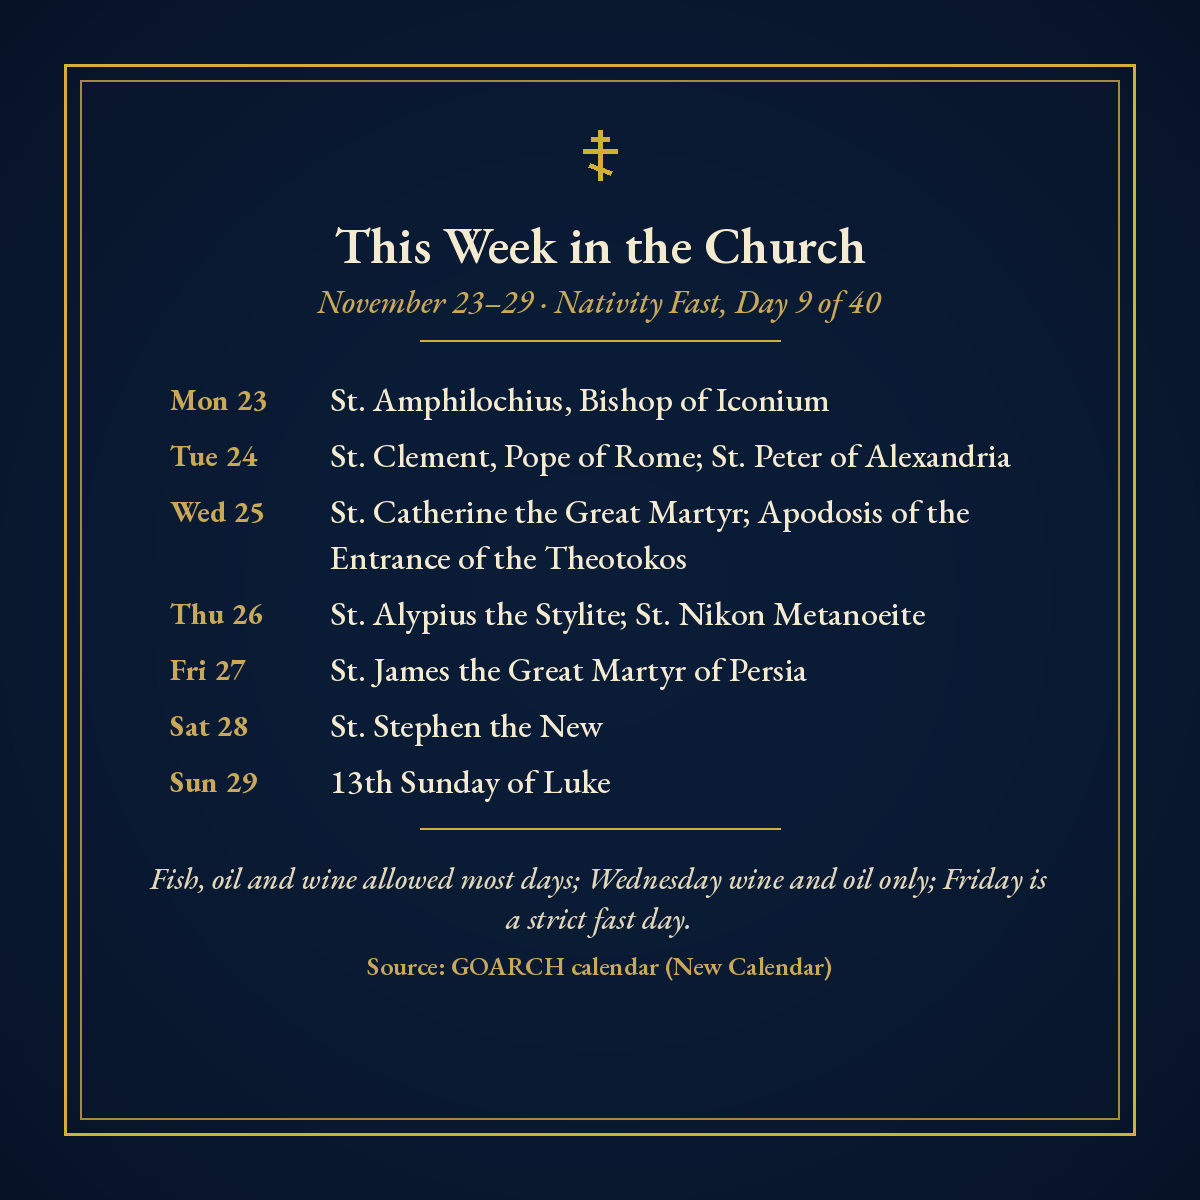 This Week in the Church
November 23–29 · Nativity Fast, Day 9 of 40
Mon 23 St. Amphilochius, Bishop of Iconium
Tue 24 St. Clement, Pope of Rome; St. Peter of Alexandria
Wed 25 St. Catherine the Great Martyr; Apodosis of the
Entrance of the Theotokos
Thu 26 St. Alypius the Stylite; St. Nikon Metanoeite
Fri 27 St. James the Great Martyr of Persia
Sat 28 St. Stephen the New
Sun 29 13th Sunday of Luke
Fish, oil and wine allowed most days; Wednesday wine and oil only; Friday is
a strict fast day.
Source: GOARCH calendar (New Calendar)